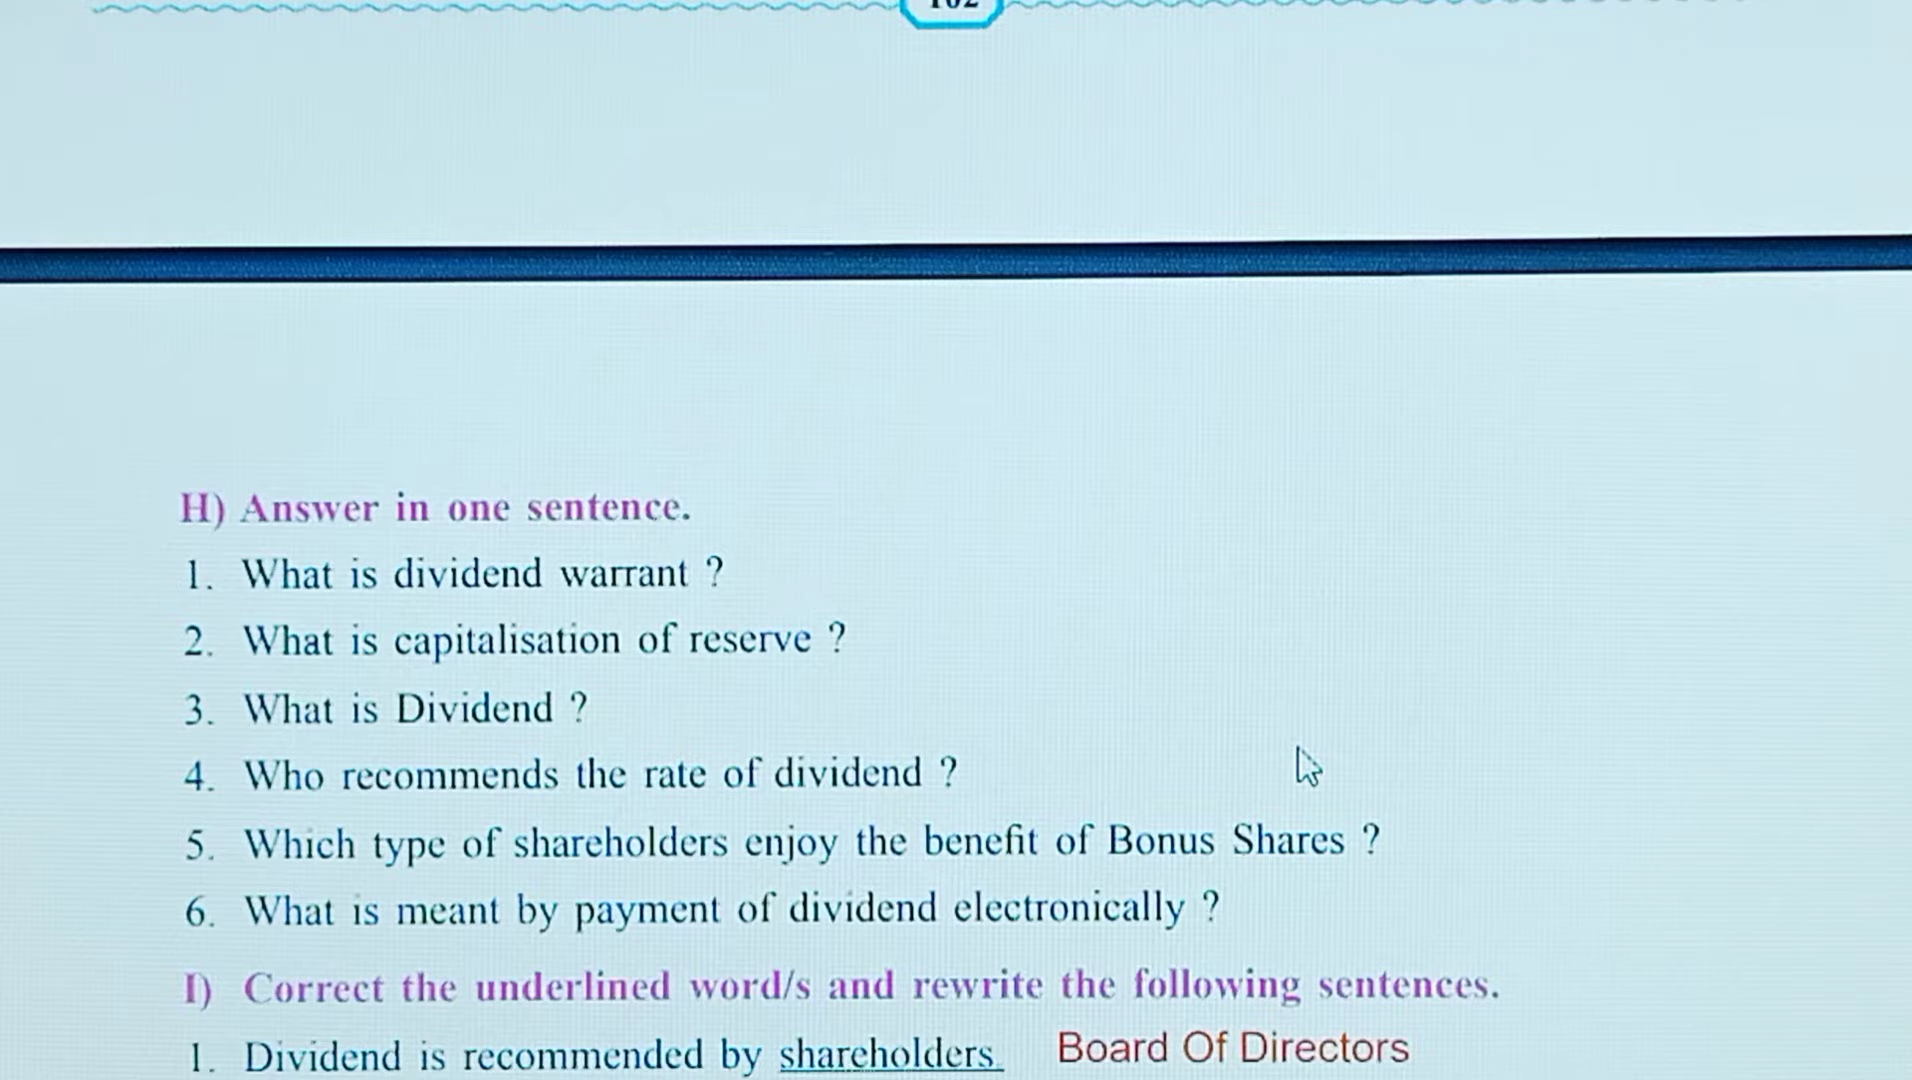 H) Answer in one sentence.
1. What is dividend warrant ?
2. What is capitalisation of reserve ?
3. What is Dividend ?
4. Who recommends the rate of dividend ?
5. Which type of shareholders enjoy the benefit of Bonus Shares ?
6. What is meant by payment of dividend electronically ?
I) Correct the underlined word/s and rewrite the following sentences.
1. Dividend is recommended by shareholders. Board Of Directors